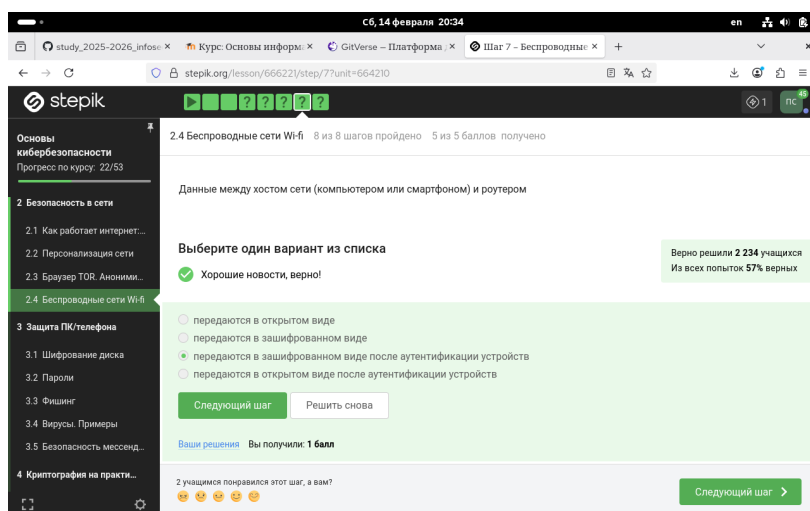 Сб, 14 февраля 20:34
en
study_2025-2026_infose
Курс: Основы информа
GitVerse – Платформа
Шаг 7 – Беспроводные
stepik.org/lesson/666221/step/7?unit=664210
stepik
1
ПС
45
Основы
кибербезопасности
Прогресс по курсу: 22/53
2.4 Беспроводные сети Wi-fi 8 из 8 шагов пройдено 5 из 5 баллов получено
2 Безопасность в сети
2.1 Как работает интернет:...
2.2 Персонализация сети
2.3 Браузер TOR. Аноними...
2.4 Беспроводные сети Wi-fi
3 Защита ПК/телефона
3.1 Шифрование диска
3.2 Пароли
3.3 Фишинг
3.4 Вирусы. Примеры
3.5 Безопасность мессенд...
4 Криптография на практи...
Данные между хостом сети (компьютером или смартфоном) и роутером
Выберите один вариант из списка
Хорошие новости, верно!
Верно решили 2 234 учащихся
Из всех попыток 57% верных
передаются в открытом виде
передаются в зашифрованном виде
передаются в зашифрованном виде после аутентификации устройств
передаются в открытом виде после аутентификации устройств
Следующий шаг
Решить снова
Ваши решения Вы получили: 1 балл
2 учащимся понравился этот шаг, а вам?
Следующий шаг